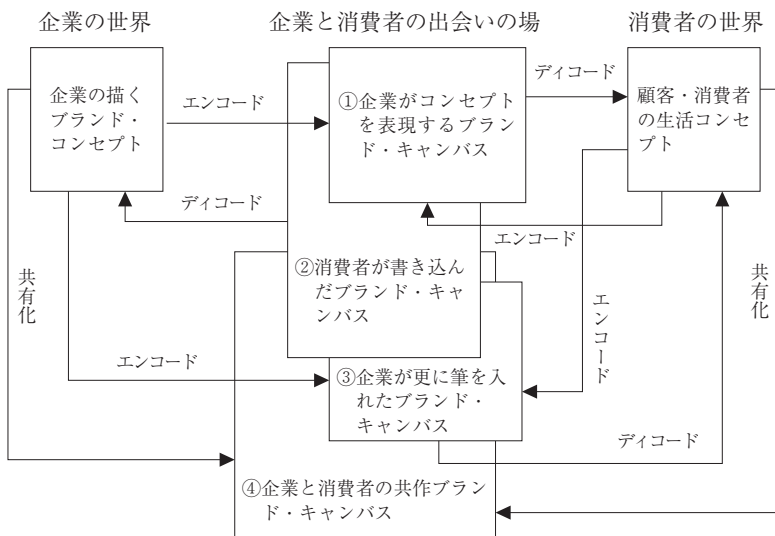 企業の世界
企業と消費者の出会いの場
消費者の世界
企業の描く
ブランド・
コンセプト
エンコード
①企業がコンセプト
を表現するブラン
ド・キャンバス
ディコード
顧客・消費者
の生活コンセ
プト
ディコード
エンコード
②消費者が書き込ん
だブランド・キャ
ンバス
共有化
エンコード
共有化
エンコード
③企業が更に筆を入
れたブランド・
キャンバス
ディコード
④企業と消費者の共作ブラン
ド・キャンバス